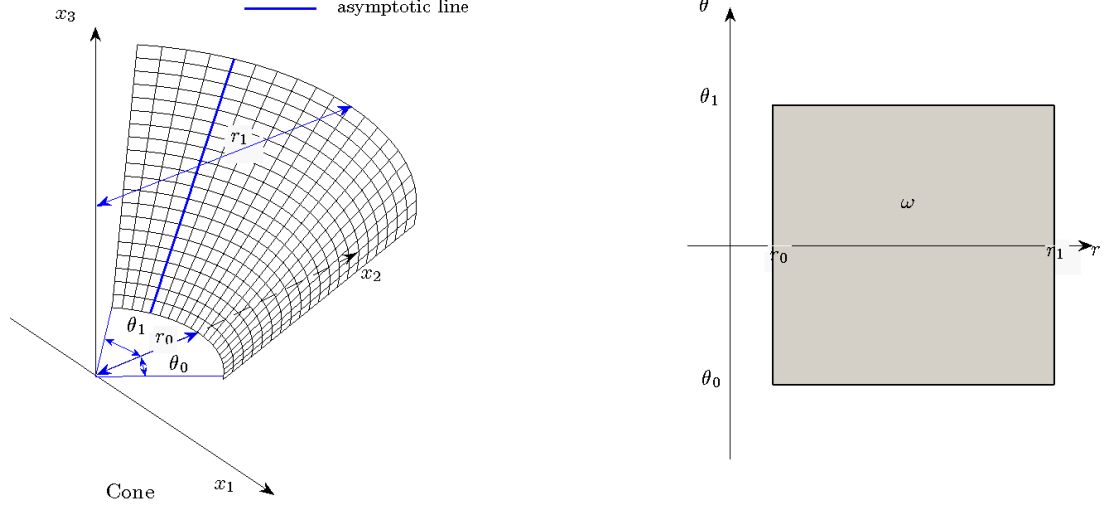 asymptotic line
x₃
r₁
x₂
θ₁
r₀
θ₀
x₁
Cone
θ
θ₁
ω
r₀
r₁
r
θ₀